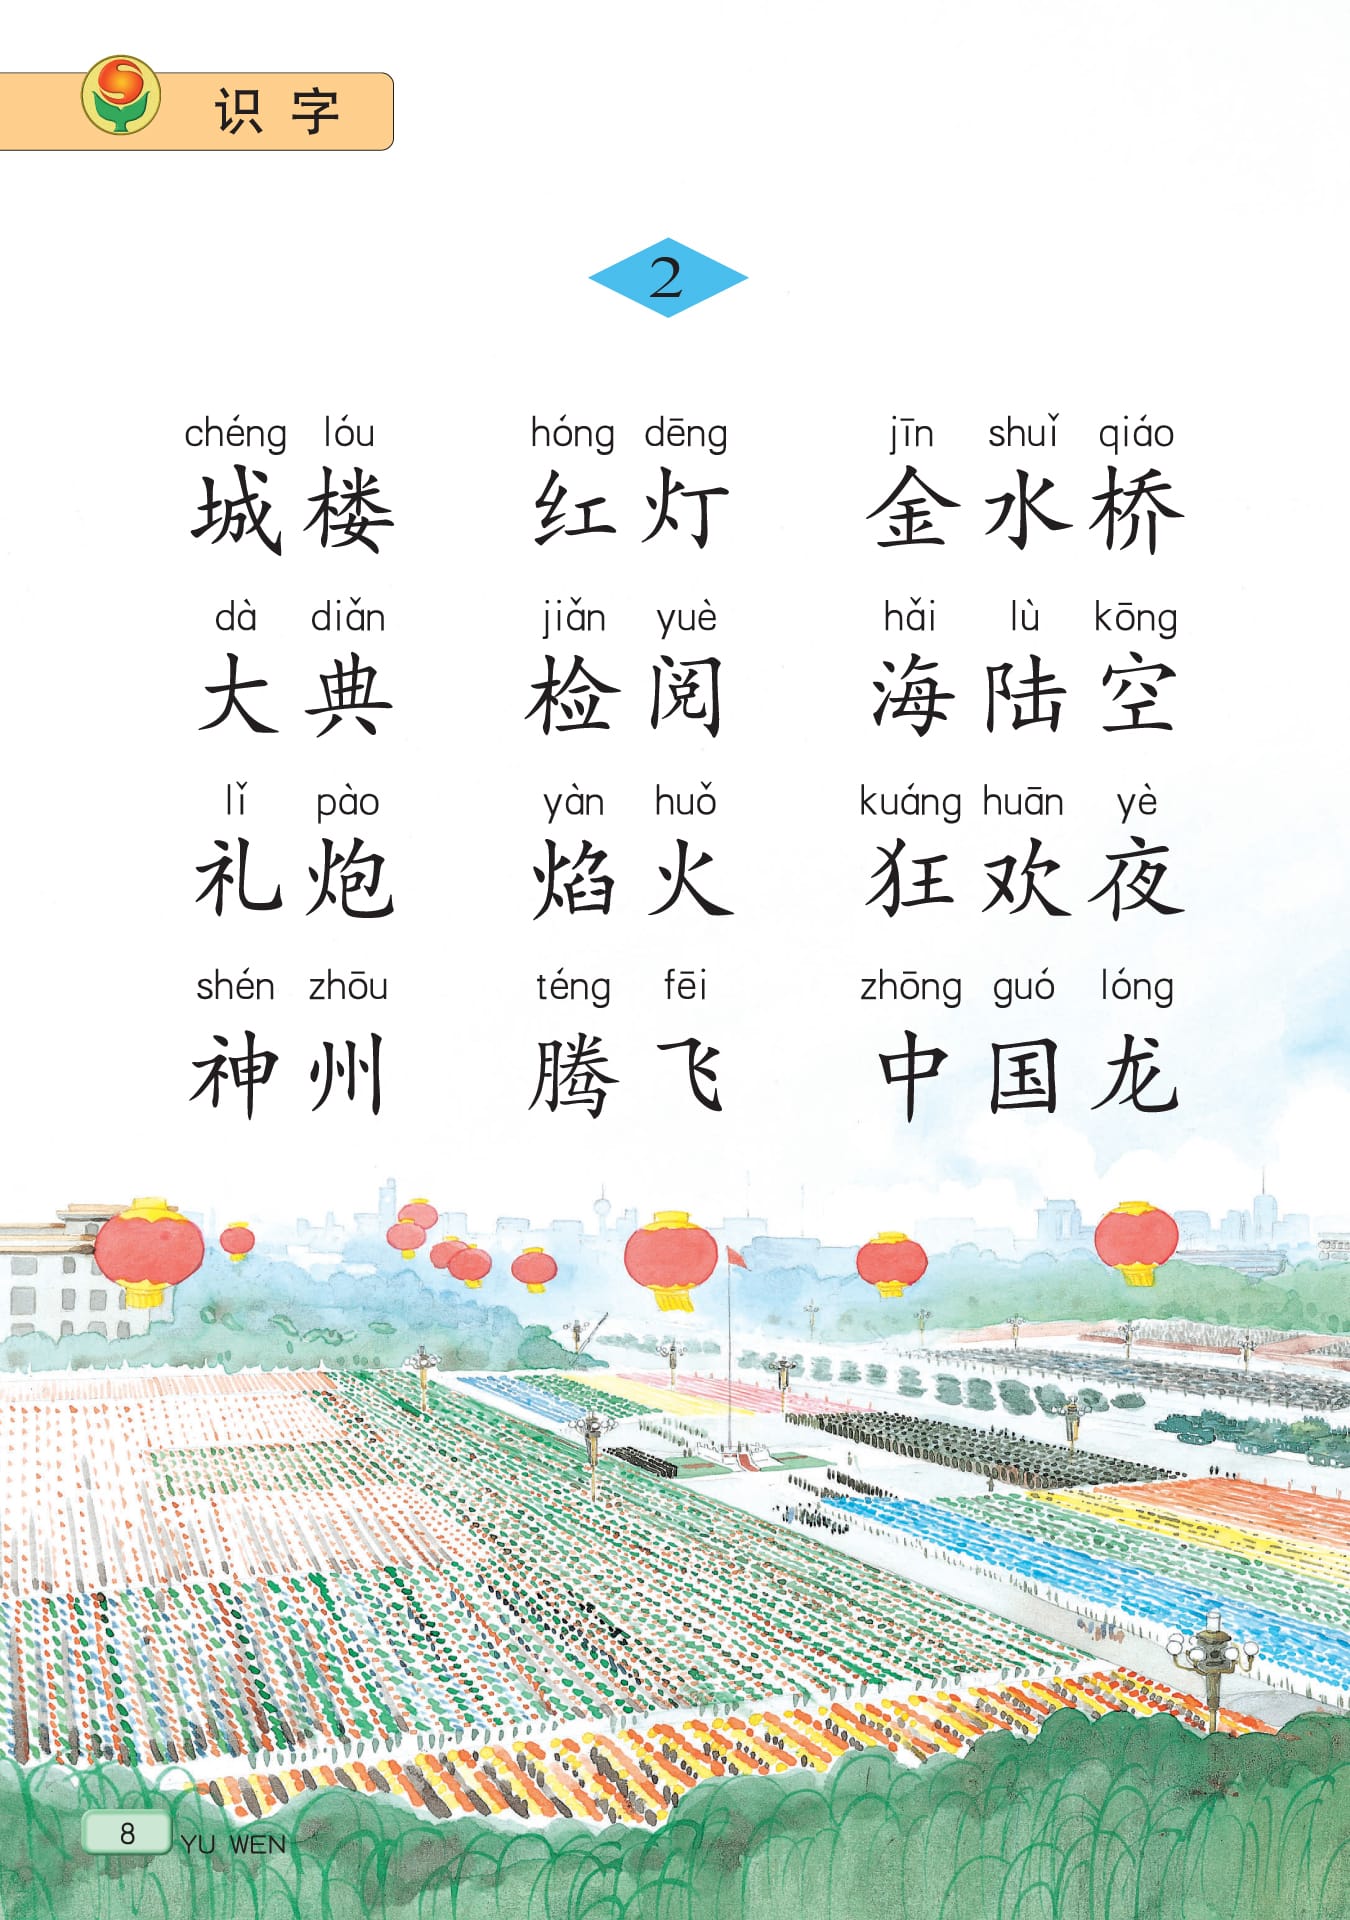 识 字
2
chéng lóu hóng dēng jīn shuǐ qiáo
城 楼 红 灯 金 水 桥
dà diǎn jiǎn yuè hǎi lù kōng
大 典 检 阅 海 陆 空
lǐ pào yàn huǒ kuáng huān yè
礼 炮 焰 火 狂 欢 夜
shén zhōu téng fēi zhōng guó lóng
神 州 腾 飞 中 国 龙
8 YU WEN